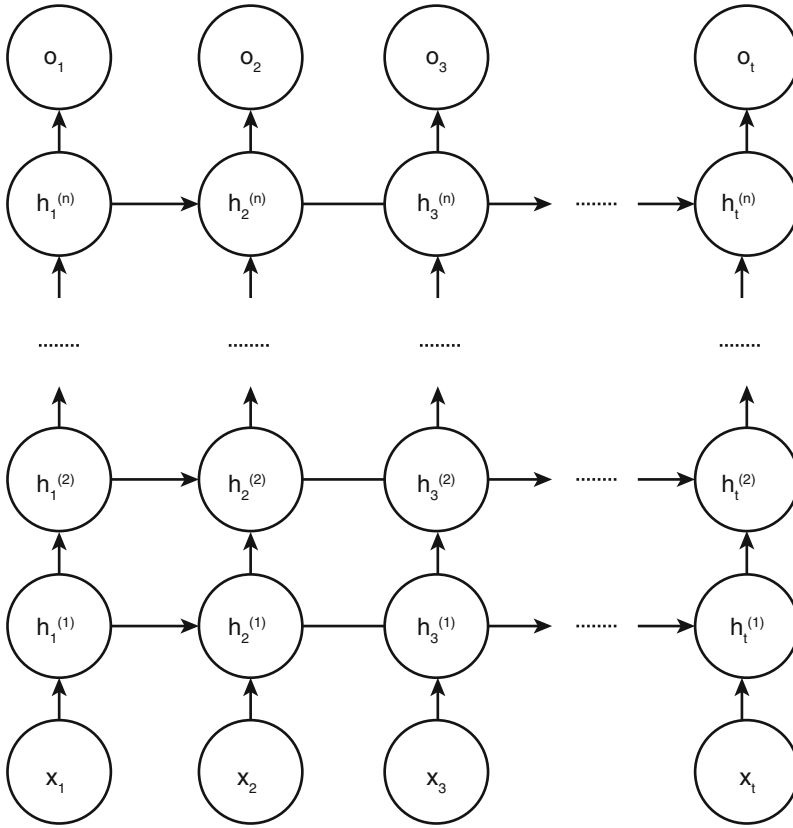 o₁ o₂ o₃ oₜ
h₁⁽ⁿ⁾ h₂⁽ⁿ⁾ h₃⁽ⁿ⁾ ........ hₜ⁽ⁿ⁾
........ ........ ........ ........
h₁⁽²⁾ h₂⁽²⁾ h₃⁽²⁾ ........ hₜ⁽²⁾
h₁⁽¹⁾ h₂⁽¹⁾ h₃⁽¹⁾ ........ hₜ⁽¹⁾
x₁ x₂ x₃ xₜ